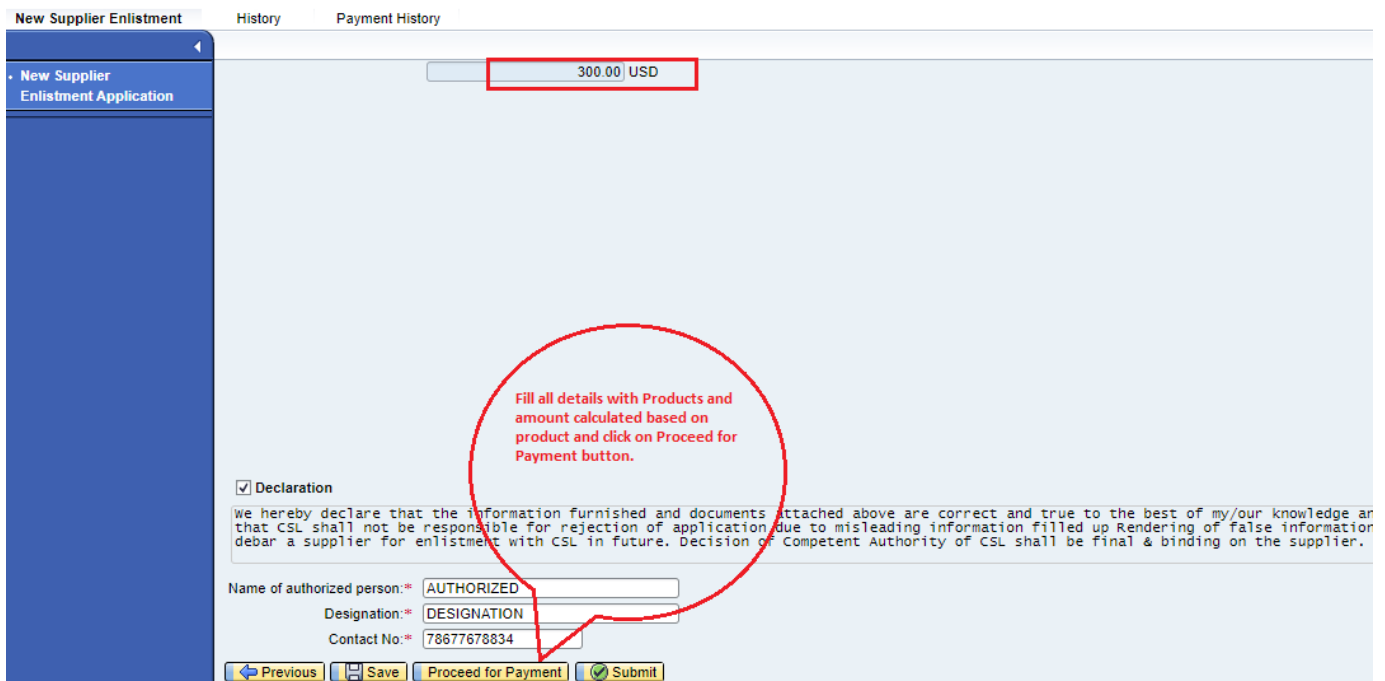 New Supplier Enlistment History Payment History
• New Supplier
Enlistment Application
300.00 USD
Fill all details with Products and
amount calculated based on
product and click on Proceed for
Payment button.
Declaration
We hereby declare that the information furnished and documents attached above are correct and true to the best of my/our knowledge an
that CSL shall not be responsible for rejection of application due to misleading information filled up Rendering of false information
debar a supplier for enlistment with CSL in future. Decision of Competent Authority of CSL shall be final & binding on the supplier.
Name of authorized person:* AUTHORIZED
Designation:* DESIGNATION
Contact No:* 78677678834
Previous Save Proceed for Payment Submit